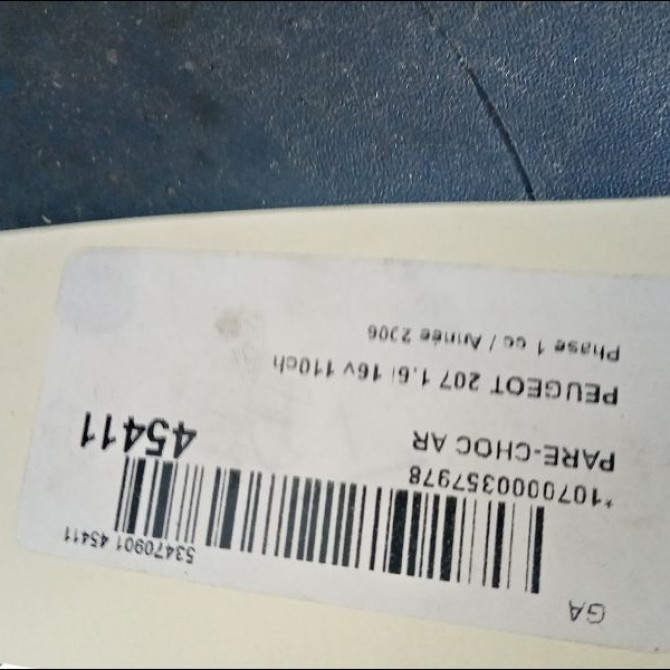 GA
53470901 45411
*1070000357978
PARE-CHOC AR
45411
PEUGEOT 207 1.6i 16v 110ch
Phase 1 cc / Année 2006